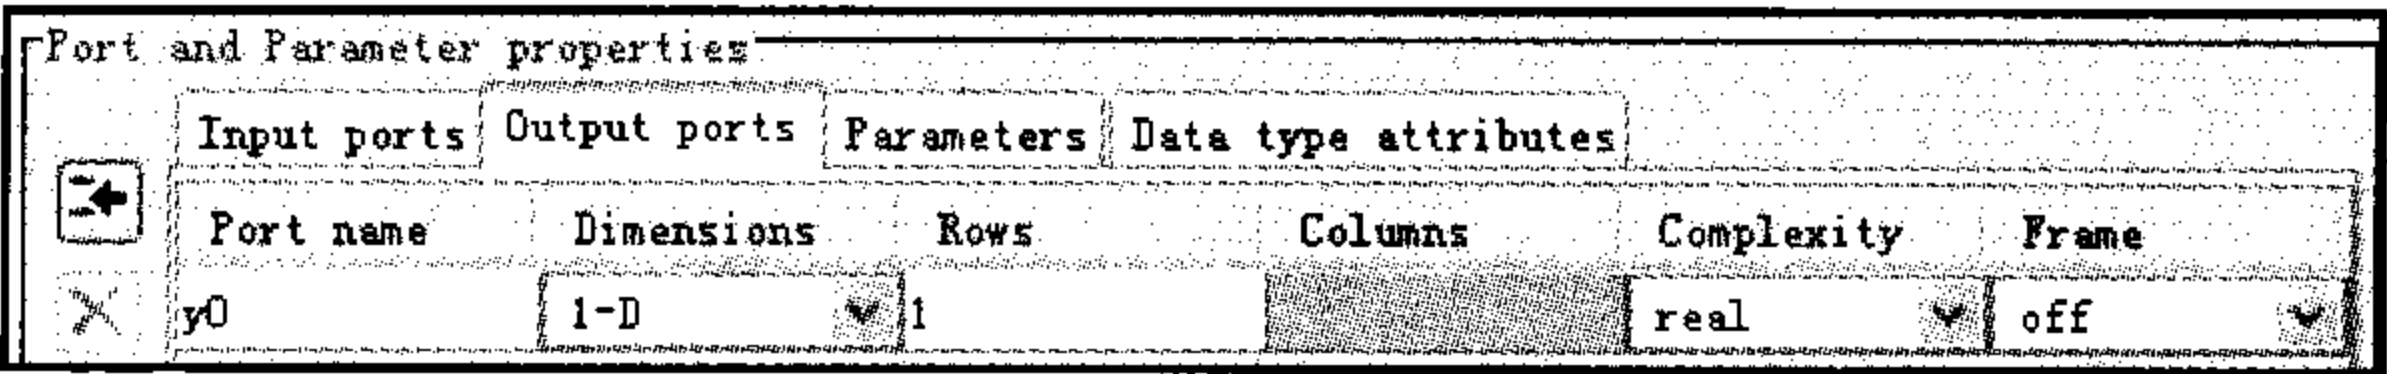 Port and Parameter properties
Input ports Output ports Parameters Data type attributes
Port name Dimensions Rows Columns Complexity Frame
y0 1-D 1 real off